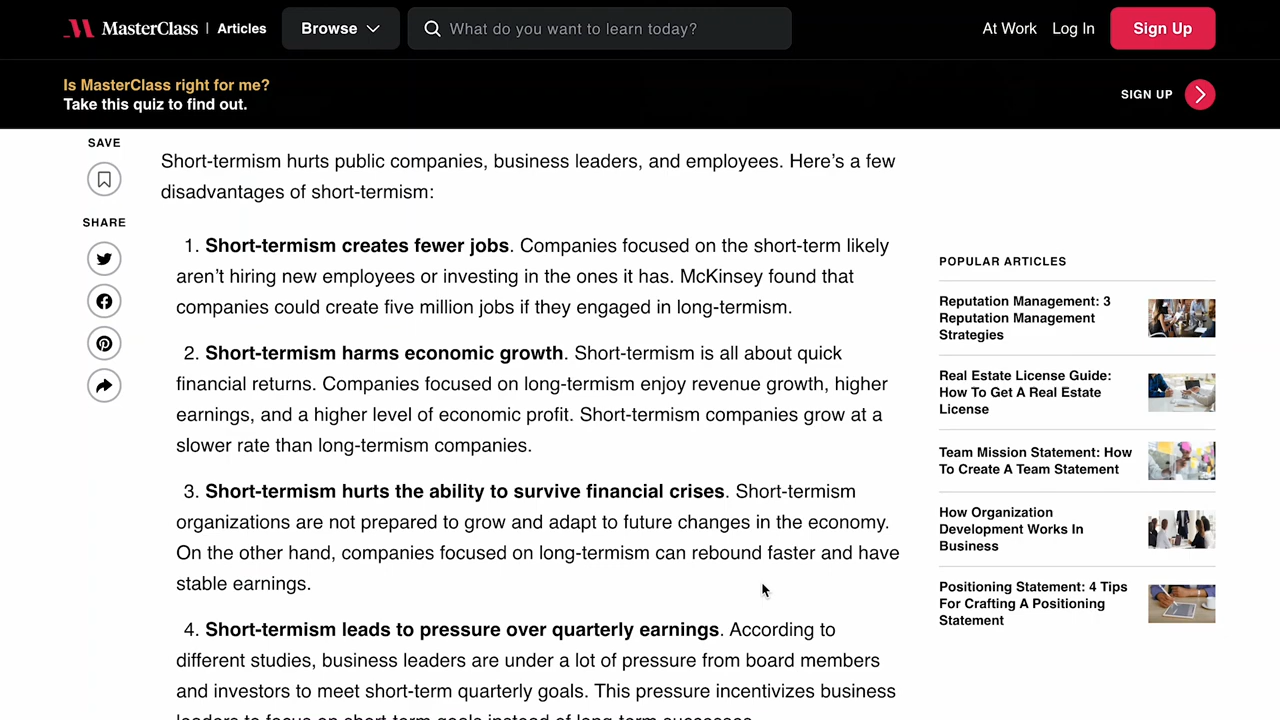 MasterClass | Articles
Browse
What do you want to learn today?
At Work
Log In
Sign Up
Is MasterClass right for me?
Take this quiz to find out.
SIGN UP
SAVE
SHARE
Short-termism hurts public companies, business leaders, and employees. Here’s a few
disadvantages of short-termism:
1. Short-termism creates fewer jobs. Companies focused on the short-term likely
aren’t hiring new employees or investing in the ones it has. McKinsey found that
companies could create five million jobs if they engaged in long-termism.
2. Short-termism harms economic growth. Short-termism is all about quick
financial returns. Companies focused on long-termism enjoy revenue growth, higher
earnings, and a higher level of economic profit. Short-termism companies grow at a
slower rate than long-termism companies.
3. Short-termism hurts the ability to survive financial crises. Short-termism
organizations are not prepared to grow and adapt to future changes in the economy.
On the other hand, companies focused on long-termism can rebound faster and have
stable earnings.
4. Short-termism leads to pressure over quarterly earnings. According to
different studies, business leaders are under a lot of pressure from board members
and investors to meet short-term quarterly goals. This pressure incentivizes business
leaders to focus on short-term goals instead of long-term successes.
POPULAR ARTICLES
Reputation Management: 3
Reputation Management
Strategies
Real Estate License Guide:
How To Get A Real Estate
License
Team Mission Statement: How
To Create A Team Statement
How Organization
Development Works In
Business
Positioning Statement: 4 Tips
For Crafting A Positioning
Statement